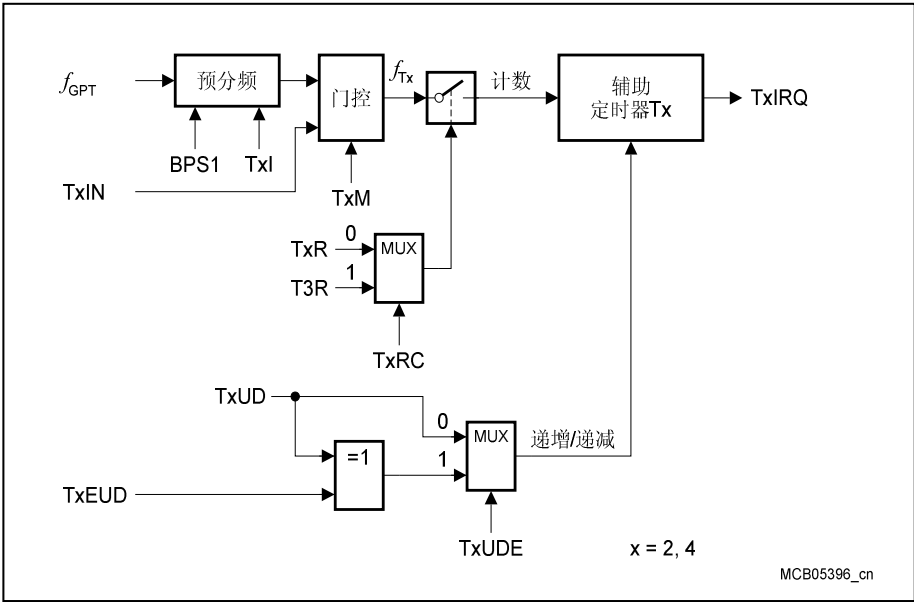 fGPT
预分频
门控
fTx
计数
辅助
定时器Tx
TxIRQ
BPS1
TxI
TxIN
TxM
TxR
0
MUX
T3R
1
TxRC
TxUD
0
MUX
递增/递减
=1
1
TxEUD
TxUDE
x = 2, 4
MCB05396_cn